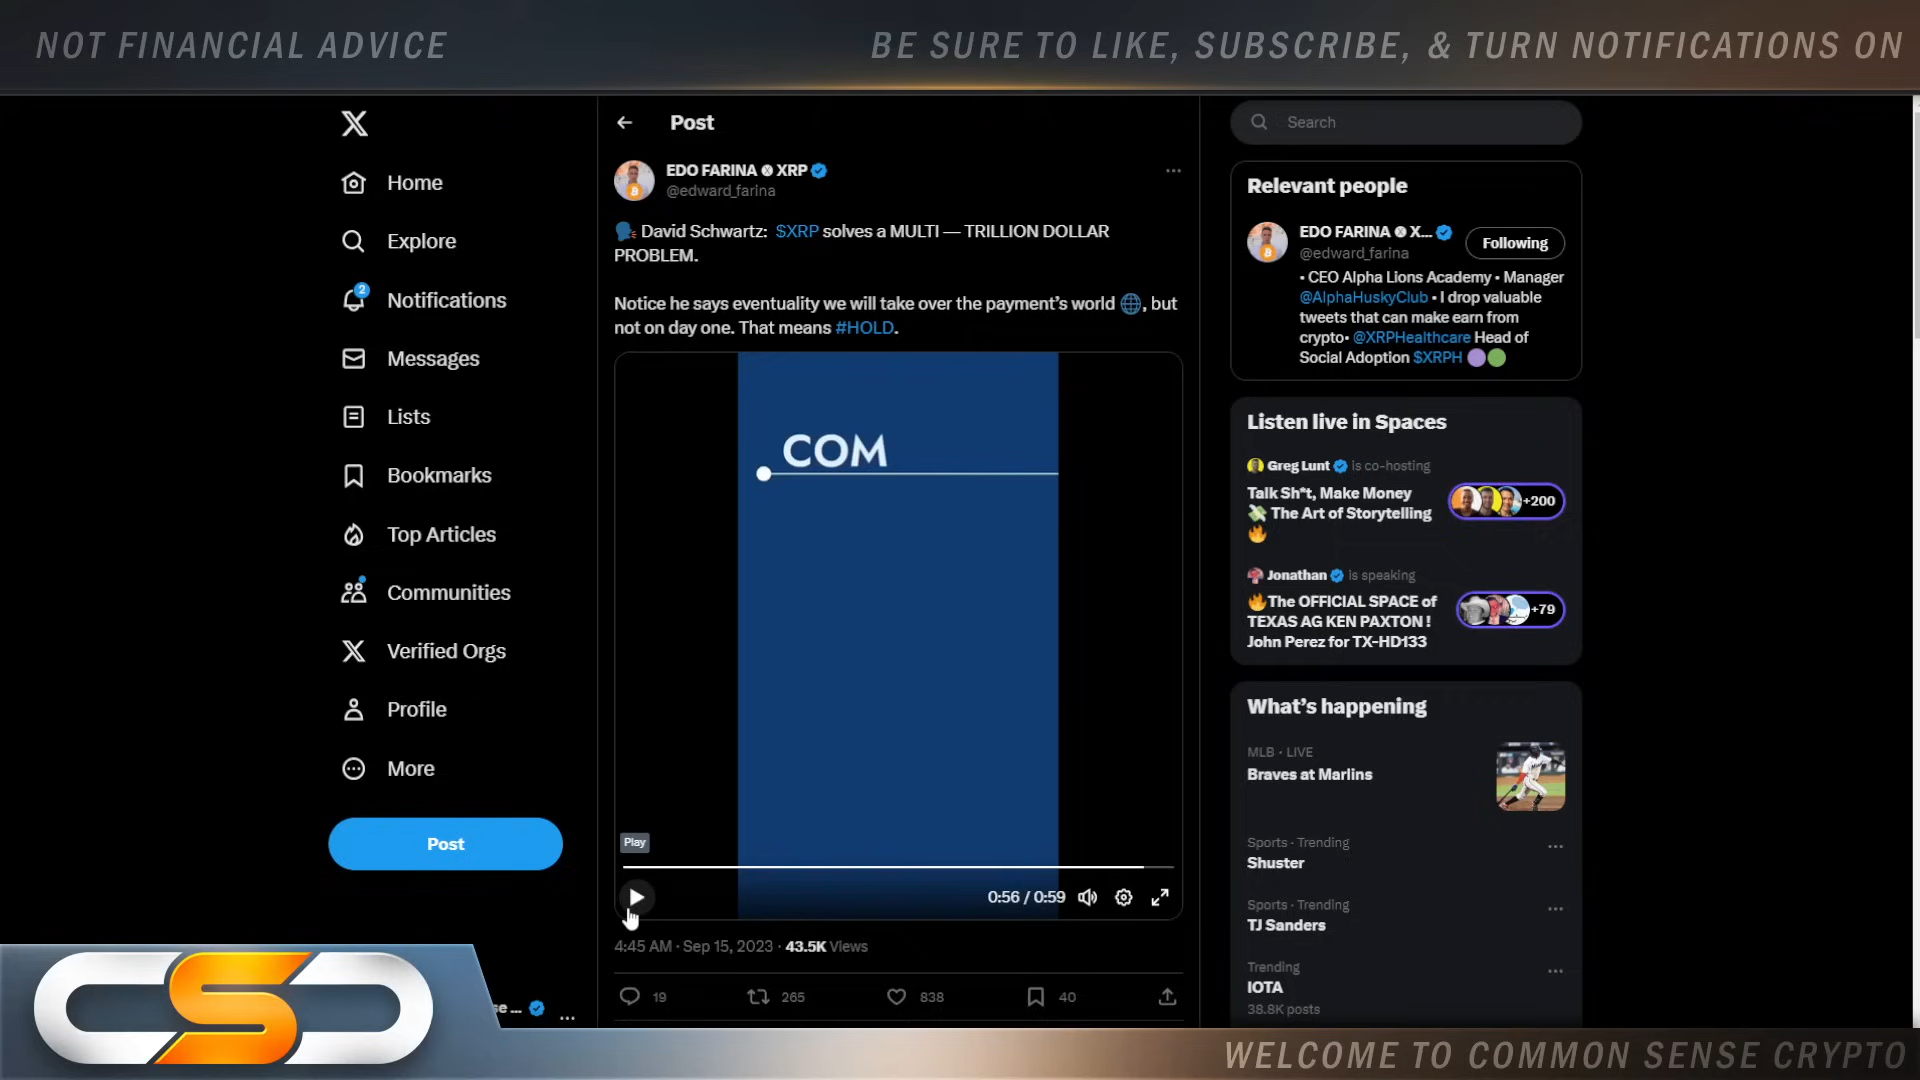 NOT FINANCIAL ADVICE
BE SURE TO LIKE, SUBSCRIBE, & TURN NOTIFICATIONS ON
Home
Explore
2
Notifications
Messages
Lists
Bookmarks
Top Articles
Communities
Verified Orgs
Profile
More
Post
se ...
Post
EDO FARINA XRP
@edward_farina
David Schwartz: $XRP solves a MULTI — TRILLION DOLLAR
PROBLEM.
Notice he says eventuality we will take over the payment's world 🌐, but
not on day one. That means #HOLD.
COM
Play
0:56 / 0:59
4:45 AM · Sep 15, 2023 · 43.5K Views
19 265 838 40
Search
Relevant people
EDO FARINA X...
Following
@edward_farina
• CEO Alpha Lions Academy • Manager
@AlphaHuskyClub • I drop valuable
tweets that can make earn from
crypto• @XRPHealthcare Head of
Social Adoption $XRPH 🟣🟢
Listen live in Spaces
Greg Lunt is co-hosting
Talk Sh*t, Make Money
💸 The Art of Storytelling
🔥
+200
Jonathan is speaking
🔥The OFFICIAL SPACE of
TEXAS AG KEN PAXTON !
John Perez for TX-HD133
+79
What's happening
MLB · LIVE
Braves at Marlins
Sports · Trending
Shuster
Sports · Trending
TJ Sanders
Trending
IOTA
38.8K posts
CSC
WELCOME TO COMMON SENSE CRYPTO